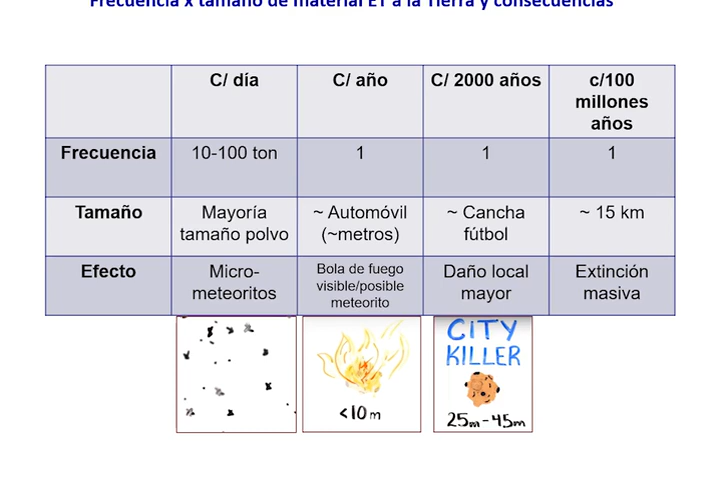 Frecuencia x tamaño de material ET a la Tierra y consecuencias
C/ día
C/ año
C/ 2000 años
c/100
millones
años
Frecuencia
10-100 ton
1
1
1
Tamaño
Mayoría
tamaño polvo
~ Automóvil
(~metros)
~ Cancha
fútbol
~ 15 km
Efecto
Micro-
meteoritos
Bola de fuego
visible/posible
meteorito
Daño local
mayor
Extinción
masiva
<10m
CITY
KILLER
25m-45m